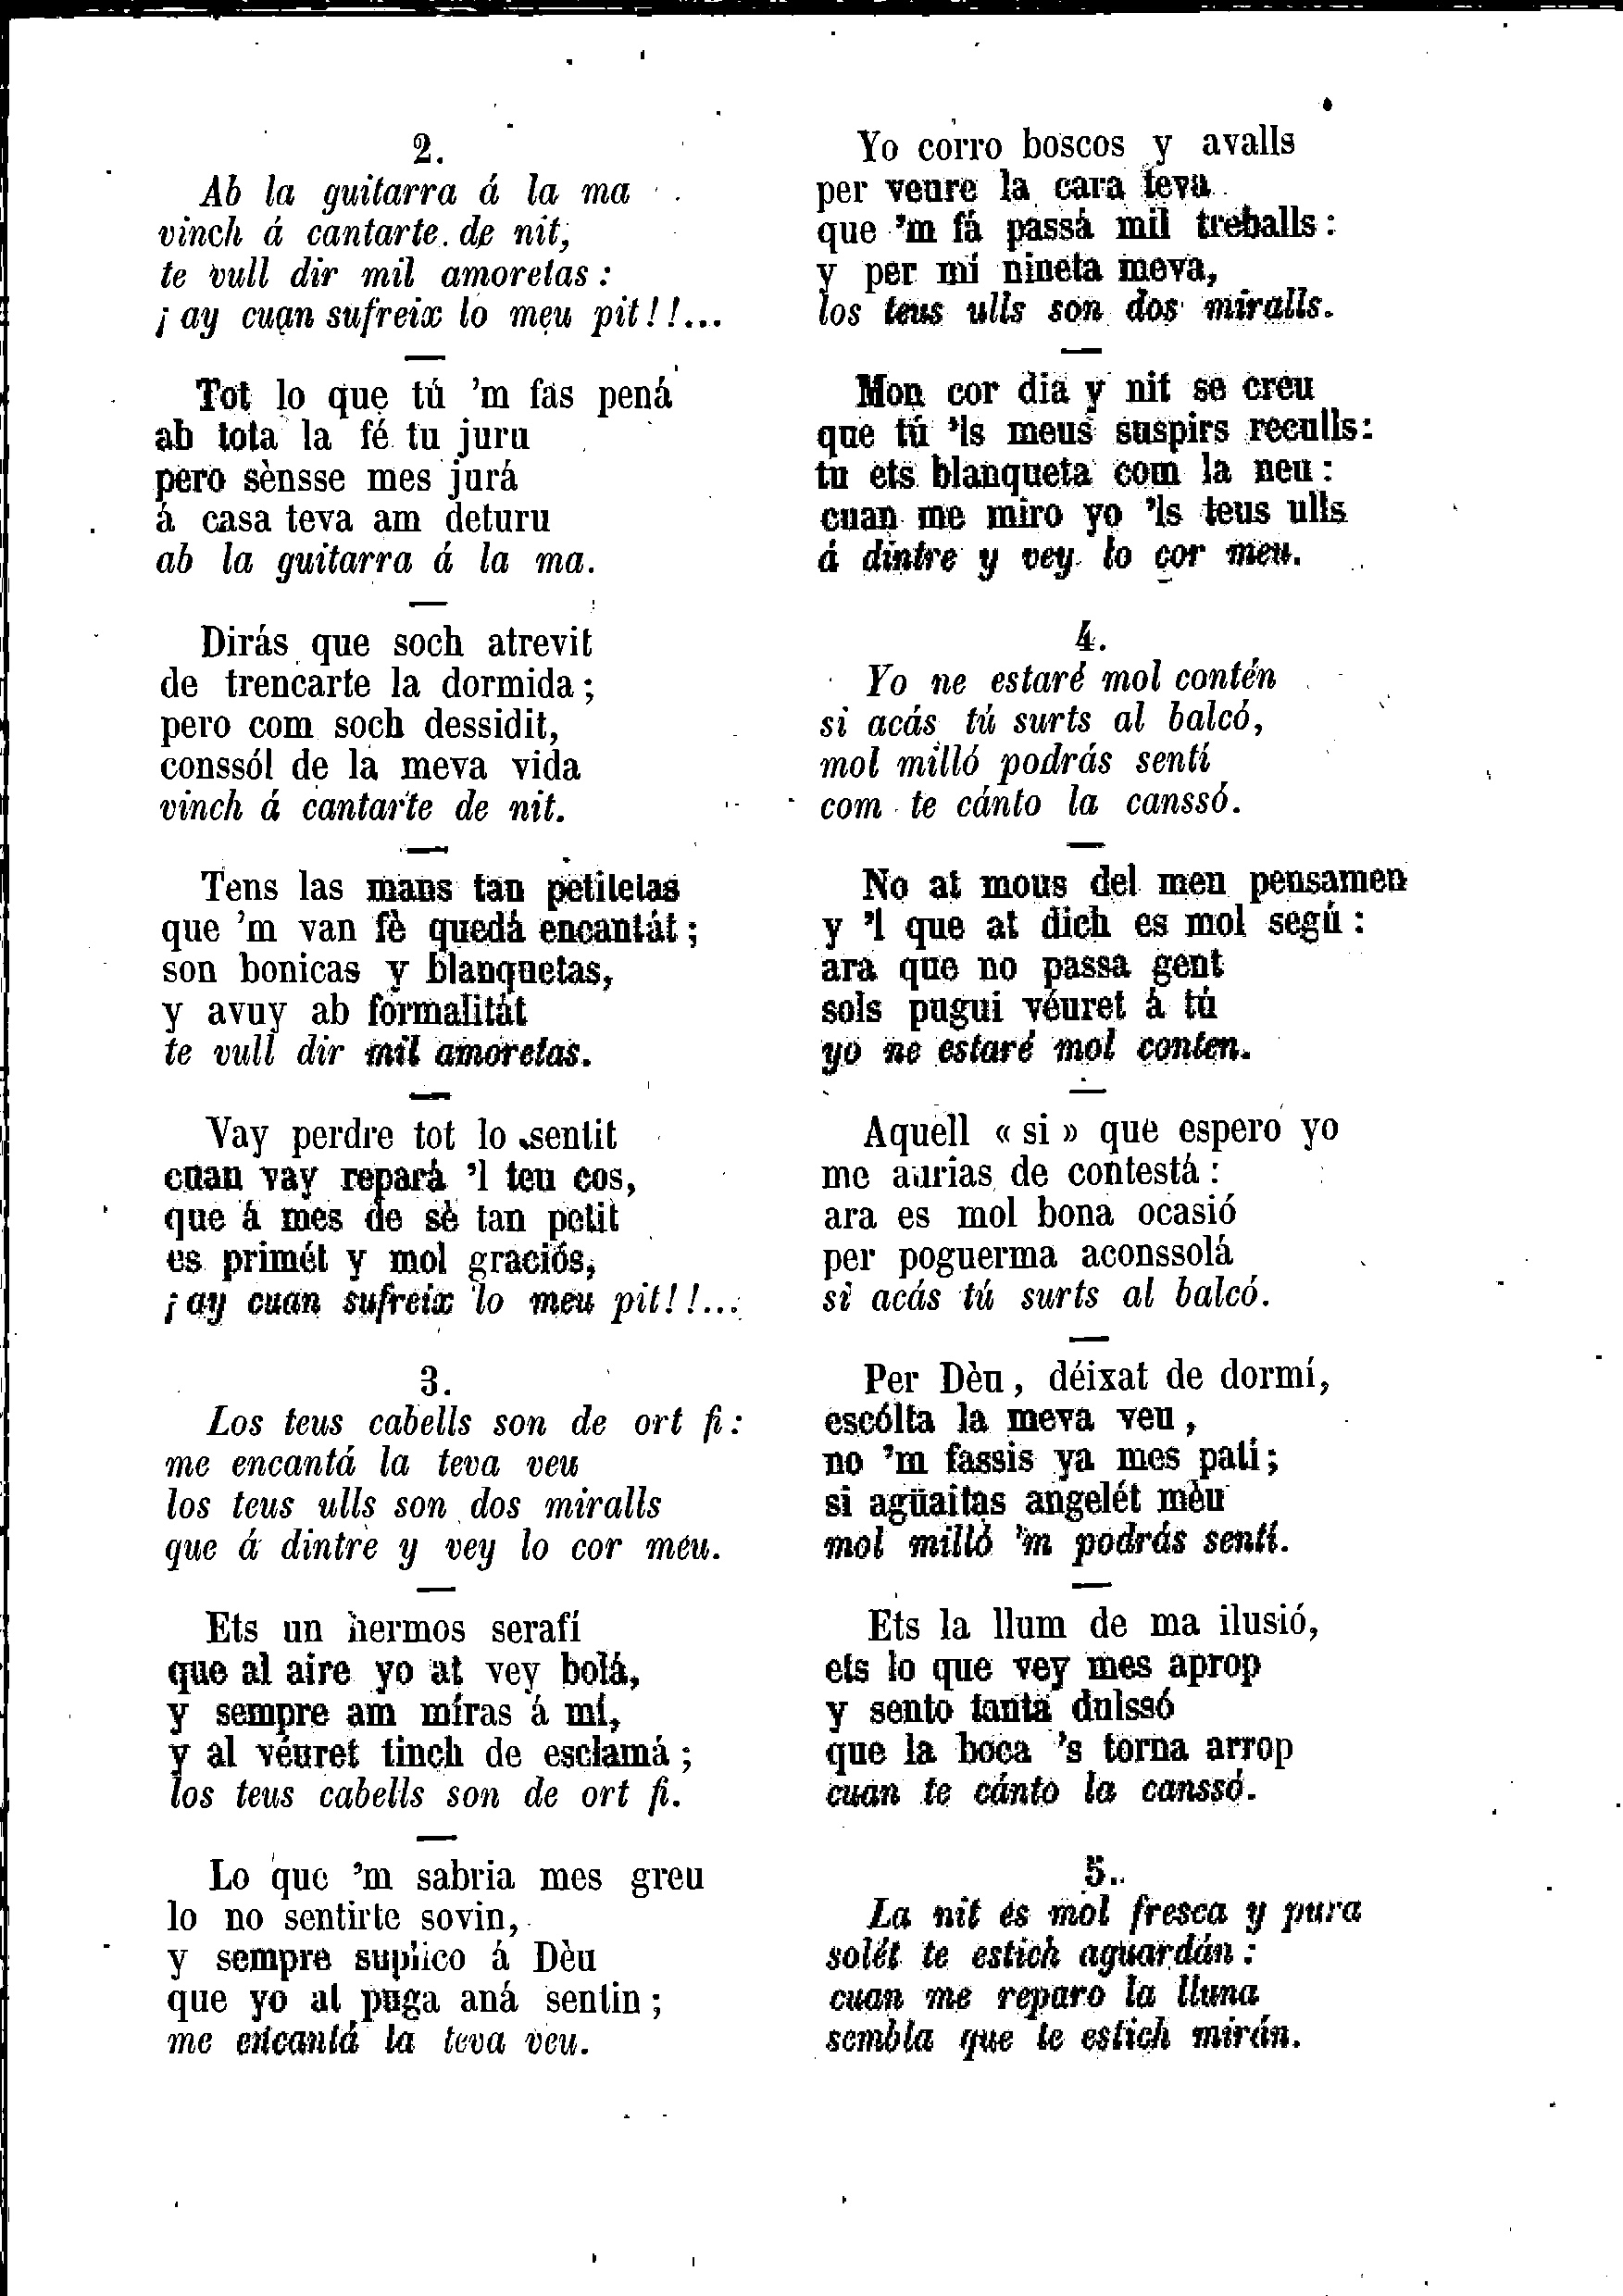 2.
Ab la guitarra á la ma
vinch á cantarte de nit,
te vull dir mil amoretas:
¡ay cuan sufreix lo meu pit!!...
Tot lo que tú 'm fas pená
ab tota la fé tu juru
pero sènsse mes jurá
á casa teva am deturu
ab la guitarra á la ma.
Dirás que soch atrevit
de trencarte la dormida;
pero com soch dessidit,
conssól de la meva vida
vinch á cantarte de nit.
Tens las mans tan petitetas
que 'm van fè quedá encantát;
son bonicas y blanquetas,
y avuy ab formalitát
te vull dir mil amoretas.
Vay perdre tot lo sentit
cuan vay repará 'l teu cos,
que á mes de sè tan petit
es primét y mol graciós,
¡ay cuan sufreix lo meu pit!!...
3.
Los teus cabells son de ort fi:
me encantá la teva veu
los teus ulls son dos miralls
que á dintre y vey lo cor meu.
Ets un hermos serafí
que al aire yo at vey bolá,
y sempre am míras á mí,
y al véuret tinch de esclamá;
los teus cabells son de ort fi.
Lo que 'm sabria mes greu
lo no sentirte sovin,
y sempre suplico á Dèu
que yo at puga aná sentin;
me encantá la teva veu.
Yo corro boscos y avalls
per veure la cara teva
que 'm fá passá mil treballs:
y per mí nineta meva,
los teus ulls son dos miralls.
Mon cor dia y nit se creu
que tú 'ls meus suspirs reculls:
tu ets blanqueta com la neu:
cuan me miro yo 'ls teus ulls
á dintre y vey lo cor meu.
4.
Yo ne estaré mol contén
si acás tú surts al balcó,
mol milló podrás sentí
com te cánto la canssó.
No at mous del meu pensamen
y 'l que at dich es mol segú:
ara que no passa gent
sols pugui véuret á tú
yo ne estaré mol conten.
Aquell «si» que espero yo
me aurias de contestá:
ara es mol bona ocasió
per poguerma aconssolá
si acás tú surts al balcó.
Per Dèu, déixat de dormí,
escólta la meva veu,
no 'm fassis ya mes patí;
si agüaitas angelét mèu
mol milló 'm podrás sentí.
Ets la llum de ma ilusió,
ets lo que vey mes aprop
y sento tanta dulssó
que la boca 's torna arrop
cuan te cánto la canssó.
5.
La nit es mol fresca y pura
solét te estich aguardán:
cuan me reparo la lluna
sembla que te estich mirán.